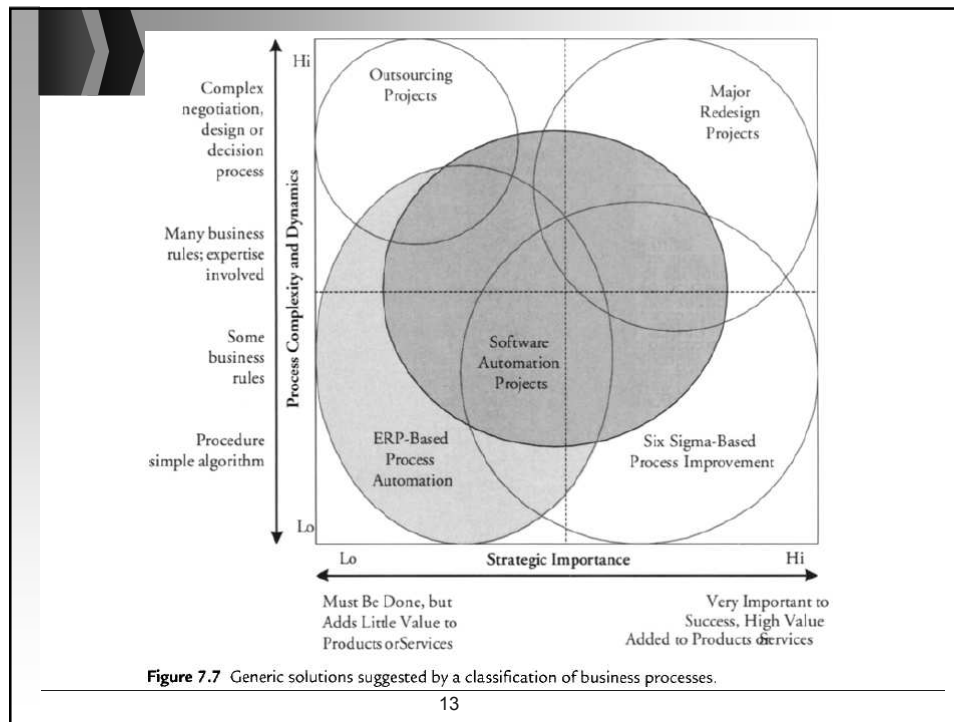 Hi
Complex
negotiation,
design or
decision
process
Many business
rules; expertise
involved
Some
business
rules
Procedure
simple algorithm
Process Complexity and Dynamics
Outsourcing
Projects
Major
Redesign
Projects
Software
Automation
Projects
ERP-Based
Process
Automation
Six Sigma-Based
Process Improvement
Lo
Lo
Strategic Importance
Hi
Must Be Done, but
Adds Little Value to
Products orServices
Very Important to
Success, High Value
Added to Products orServices
Figure 7.7 Generic solutions suggested by a classification of business processes.
13